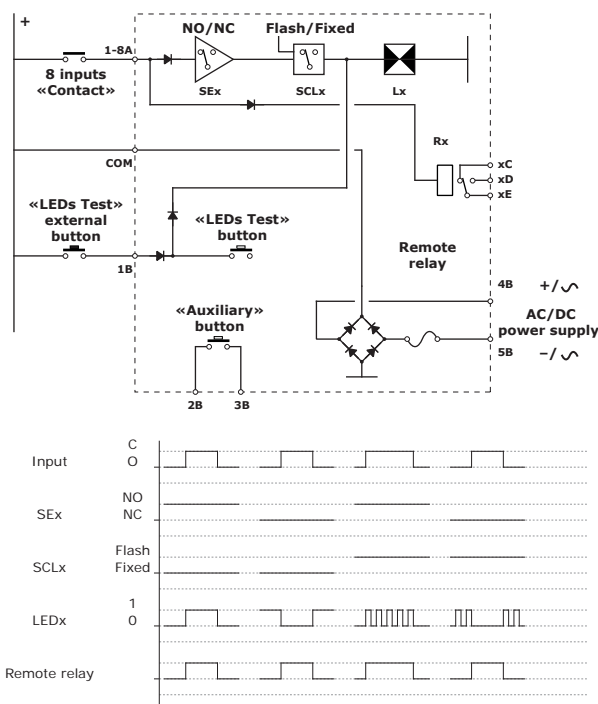 +
NO/NC
Flash/Fixed
1-8A
8 inputs
«Contact»
SEx
SCLx
Lx
Rx
COM
xC
xD
xE
«LEDs Test»
external
button
«LEDs Test»
button
1B
Remote
relay
4B
+/
«Auxiliary»
button
AC/DC
power supply
5B
–/
2B
3B
Input
C
O
SEx
NO
NC
SCLx
Flash
Fixed
LEDx
1
0
Remote relay